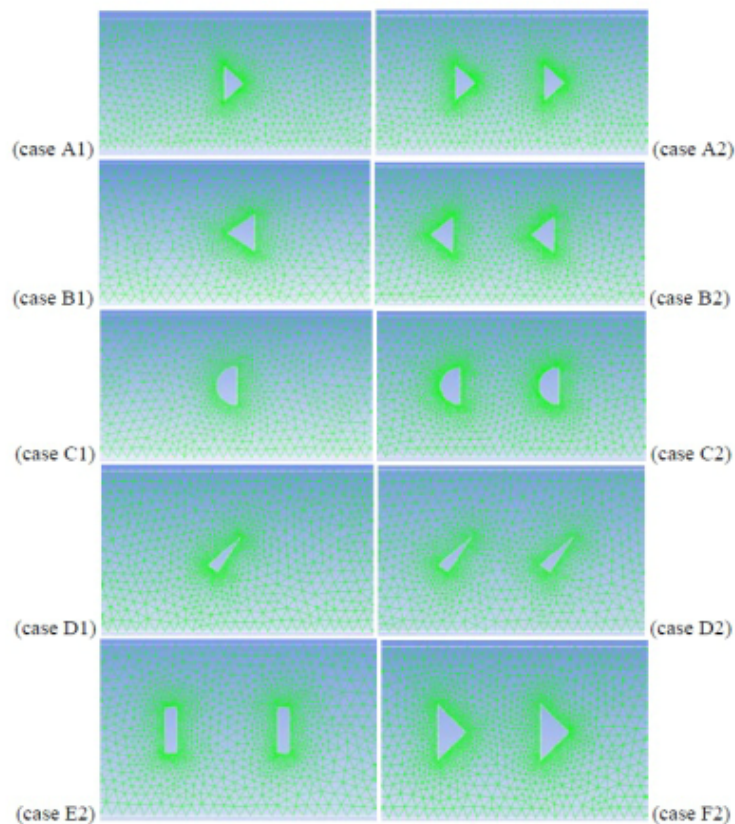 (case A1) (case A2)
(case B1) (case B2)
(case C1) (case C2)
(case D1) (case D2)
(case E2) (case F2)